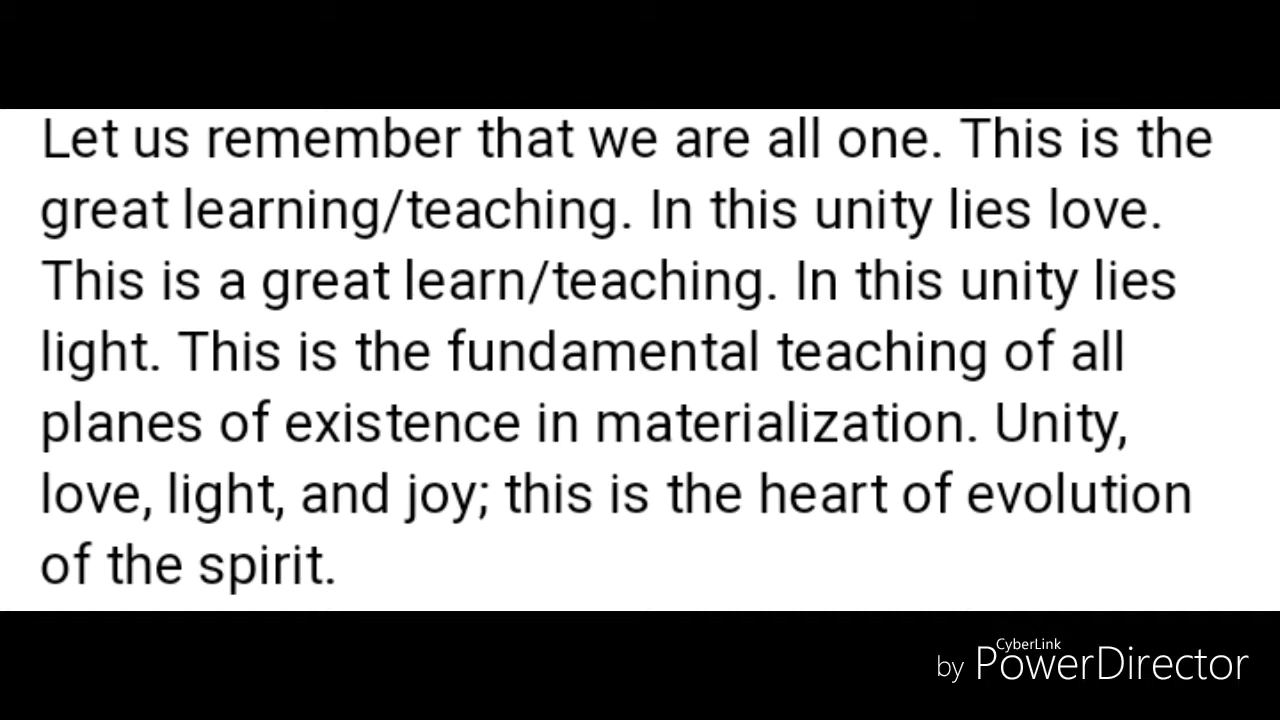 Let us remember that we are all one. This is the
great learning/teaching. In this unity lies love.
This is a great learn/teaching. In this unity lies
light. This is the fundamental teaching of all
planes of existence in materialization. Unity,
love, light, and joy; this is the heart of evolution
of the spirit.
CyberLink
by PowerDirector